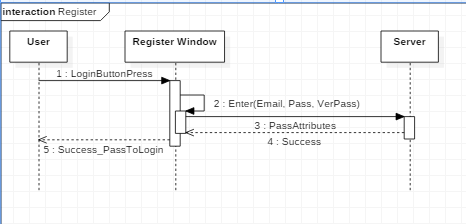 interaction Register
User
Register Window
Server
1 : LoginButtonPress
2 : Enter(Email, Pass, VerPass)
3 : PassAttributes
4 : Success
5 : Success_PassToLogin